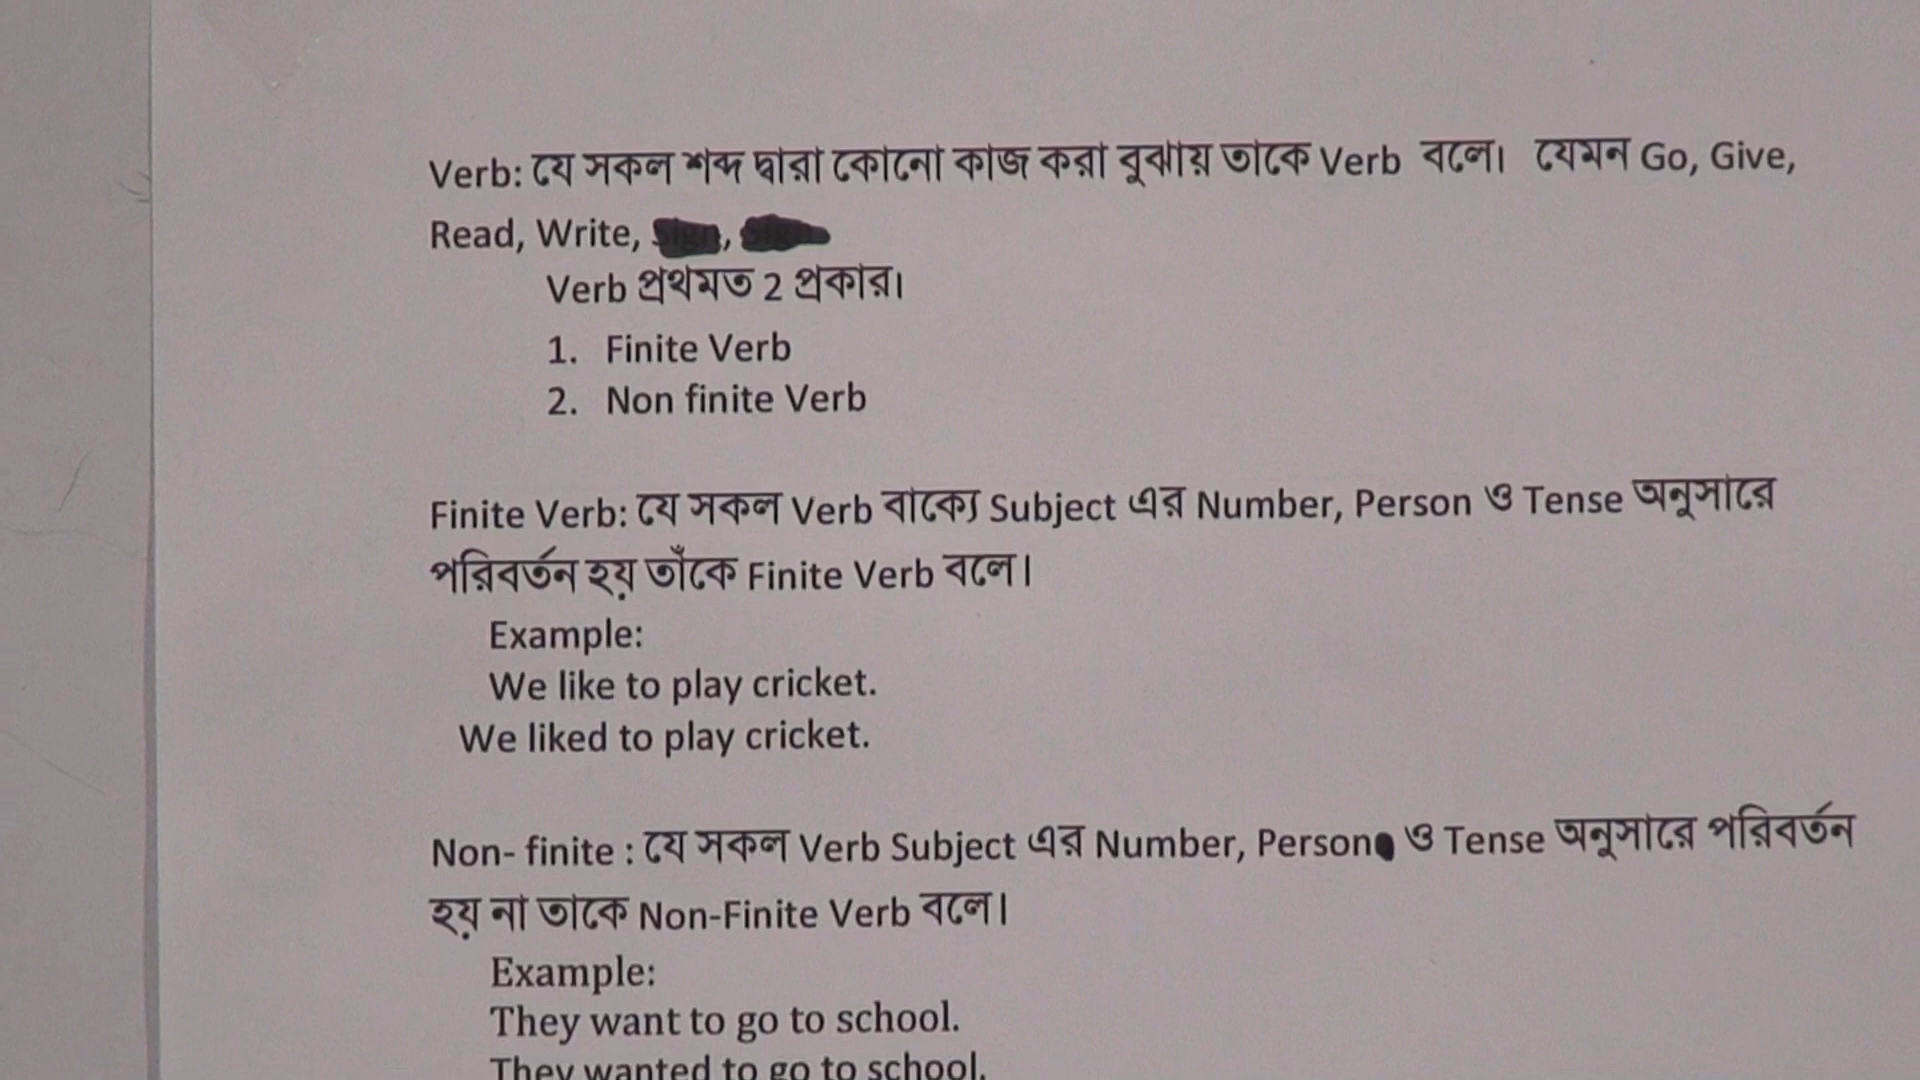 Verb: যে সকল শব্দ দ্বারা কোনো কাজ করা বুঝায় তাকে Verb বলে। যেমন Go, Give,
Read, Write, ,
Verb প্রথমত 2 প্রকার।
1. Finite Verb
2. Non finite Verb
Finite Verb: যে সকল Verb বাক্যে Subject এর Number, Person ও Tense অনুসারে
পরিবর্তন হয় তাঁকে Finite Verb বলে।
Example:
We like to play cricket.
We liked to play cricket.
Non- finite : যে সকল Verb Subject এর Number, Person ও Tense অনুসারে পরিবর্তন
হয় না তাকে Non-Finite Verb বলে।
Example:
They want to go to school.
They wanted to go to school.